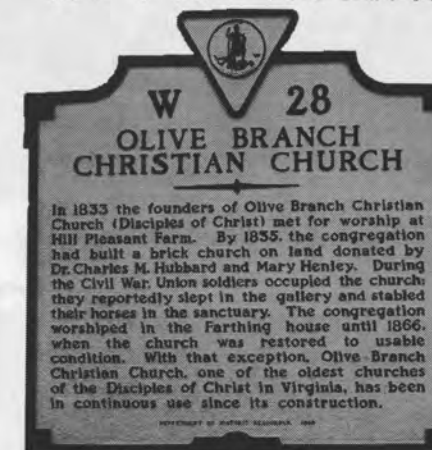 W 28
OLIVE BRANCH
CHRISTIAN CHURCH
In 1833 the founders of Olive Branch Christian
Church (Disciples of Christ) met for worship at
Hill Pleasant Farm. By 1835, the congregation
had built a brick church on land donated by
Dr. Charles M. Hubbard and Mary Henley. During
the Civil War, Union soldiers occupied the church;
they reportedly slept in the gallery and stabled
their horses in the sanctuary. The congregation
worshiped in the Farthing house until 1866,
when the church was restored to usable
condition. With that exception, Olive Branch
Christian Church, one of the oldest churches
of the Disciples of Christ in Virginia, has been
in continuous use since its construction.
DEPARTMENT OF HISTORIC